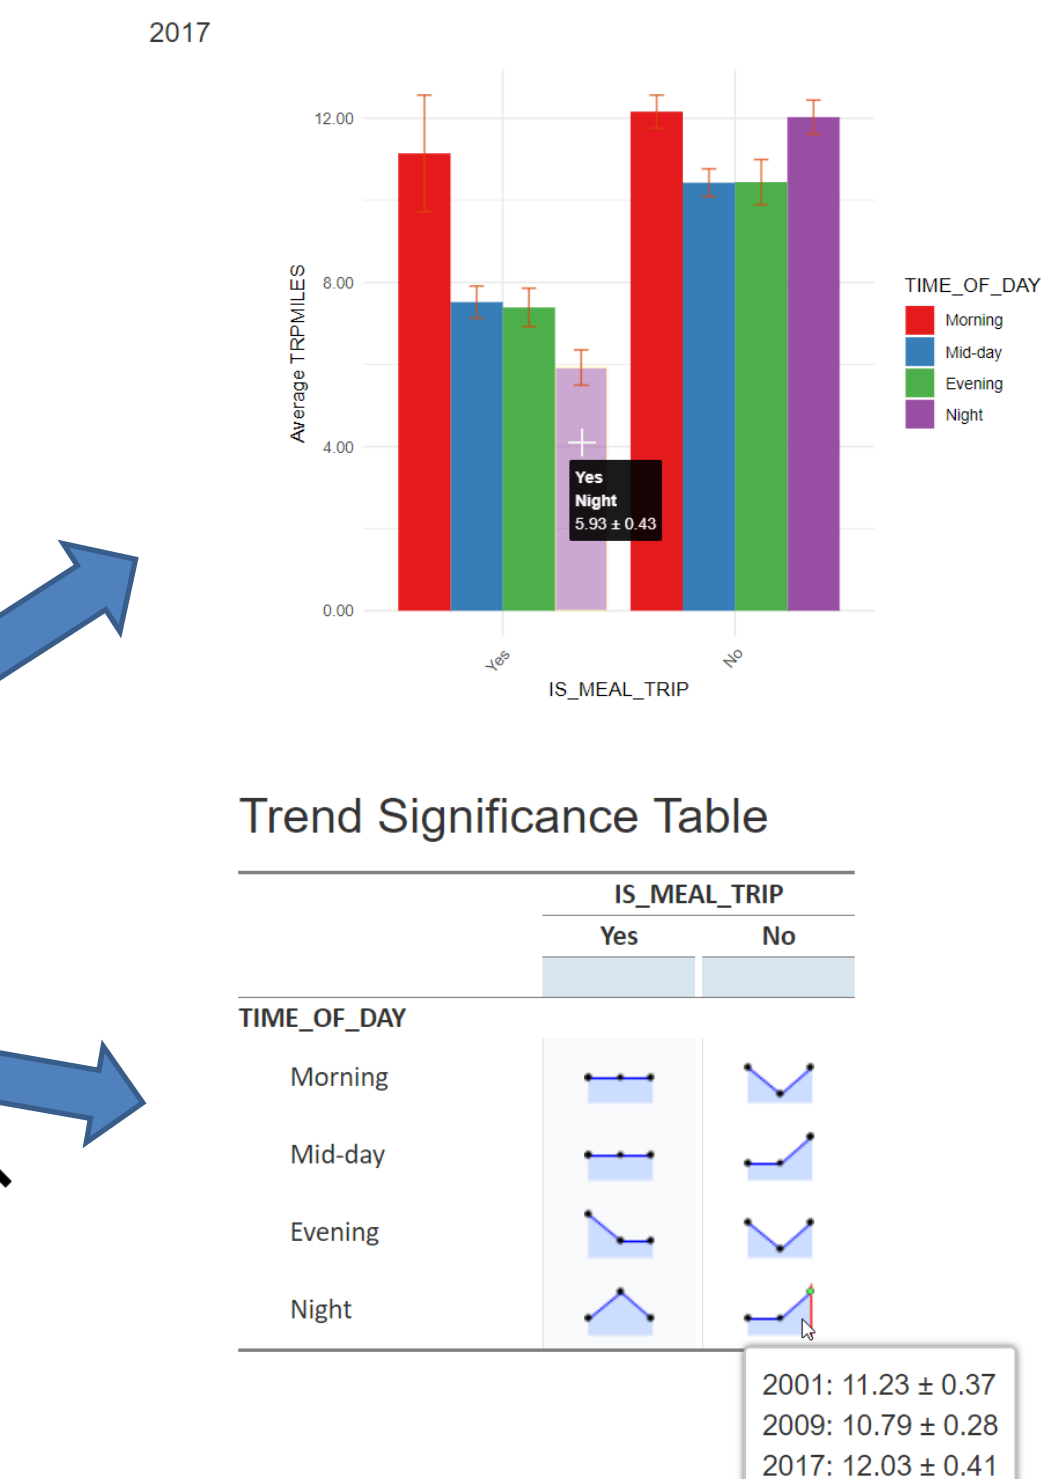 2017
12.00
8.00
4.00
0.00
Average TRPMILES
Yes
Night
5.93 ± 0.43
Yes
No
IS_MEAL_TRIP
TIME_OF_DAY
Morning
Mid-day
Evening
Night
Trend Significance Table
IS_MEAL_TRIP
Yes No
TIME_OF_DAY
Morning
Mid-day
Evening
Night
2001: 11.23 ± 0.37
2009: 10.79 ± 0.28
2017: 12.03 ± 0.41